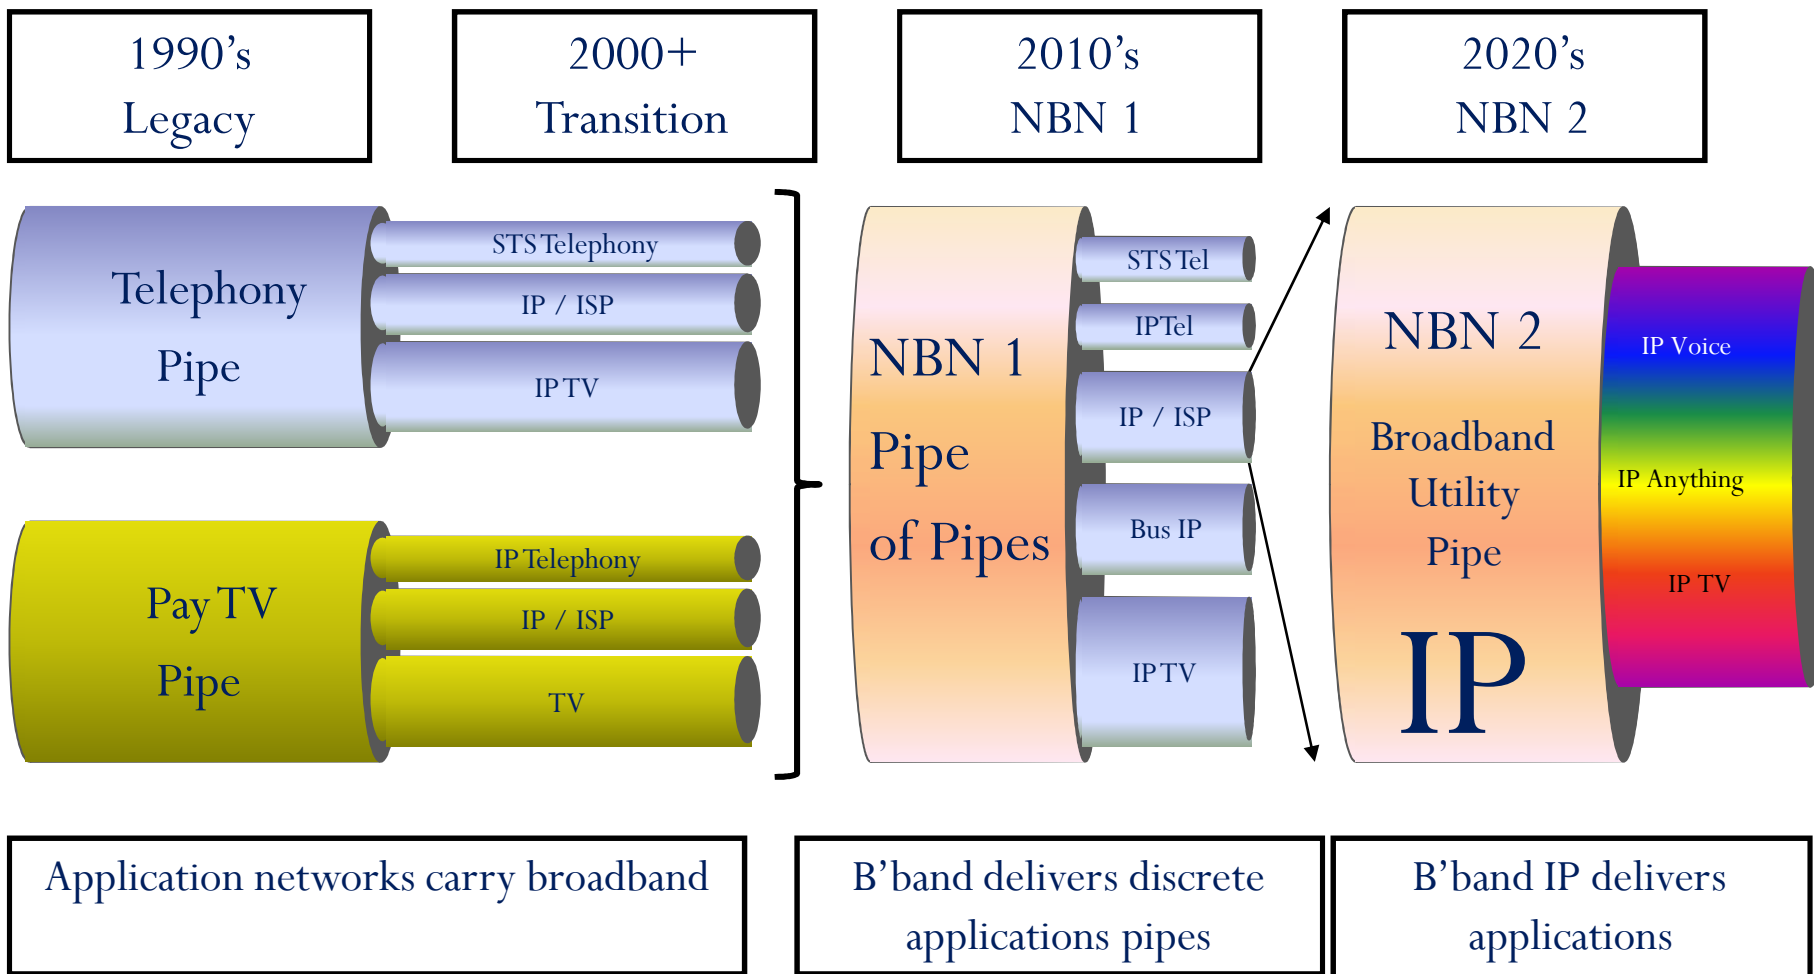 1990’s
Legacy
2000+
Transition
2010’s
NBN 1
2020’s
NBN 2
Telephony
Pipe
STS Telephony
IP / ISP
IP TV
Pay TV
Pipe
IP Telephony
IP / ISP
TV
NBN 1
Pipe
of Pipes
STS Tel
IP Tel
IP / ISP
Bus IP
IP TV
NBN 2
Broadband
Utility
Pipe
IP
IP Voice
IP Anything
IP TV
Application networks carry broadband
B’band delivers discrete
applications pipes
B’band IP delivers
applications